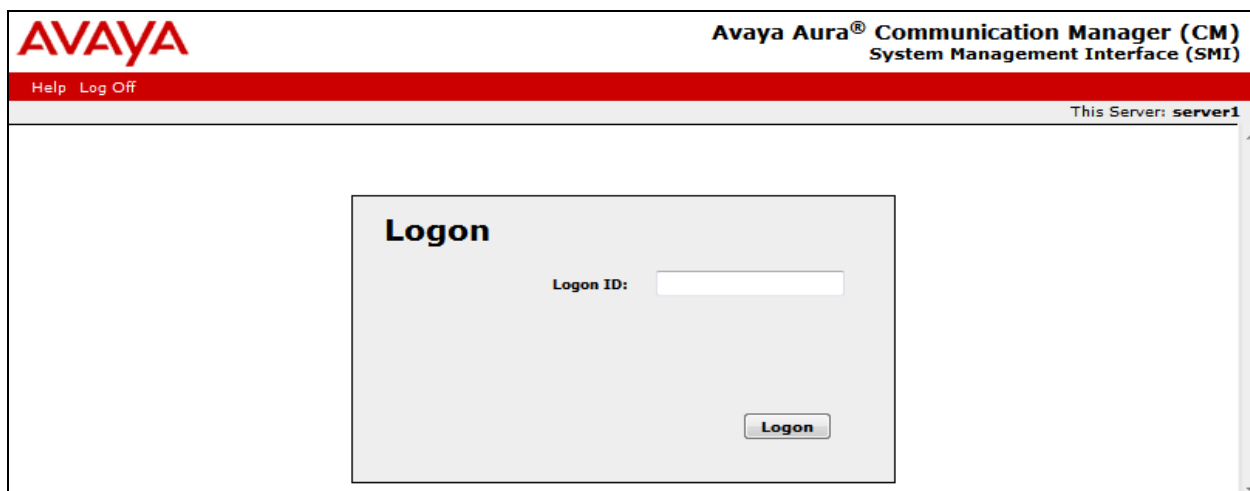 AVAYA
Avaya Aura® Communication Manager (CM)
System Management Interface (SMI)
Help Log Off
This Server: server1
Logon
Logon ID:
Logon